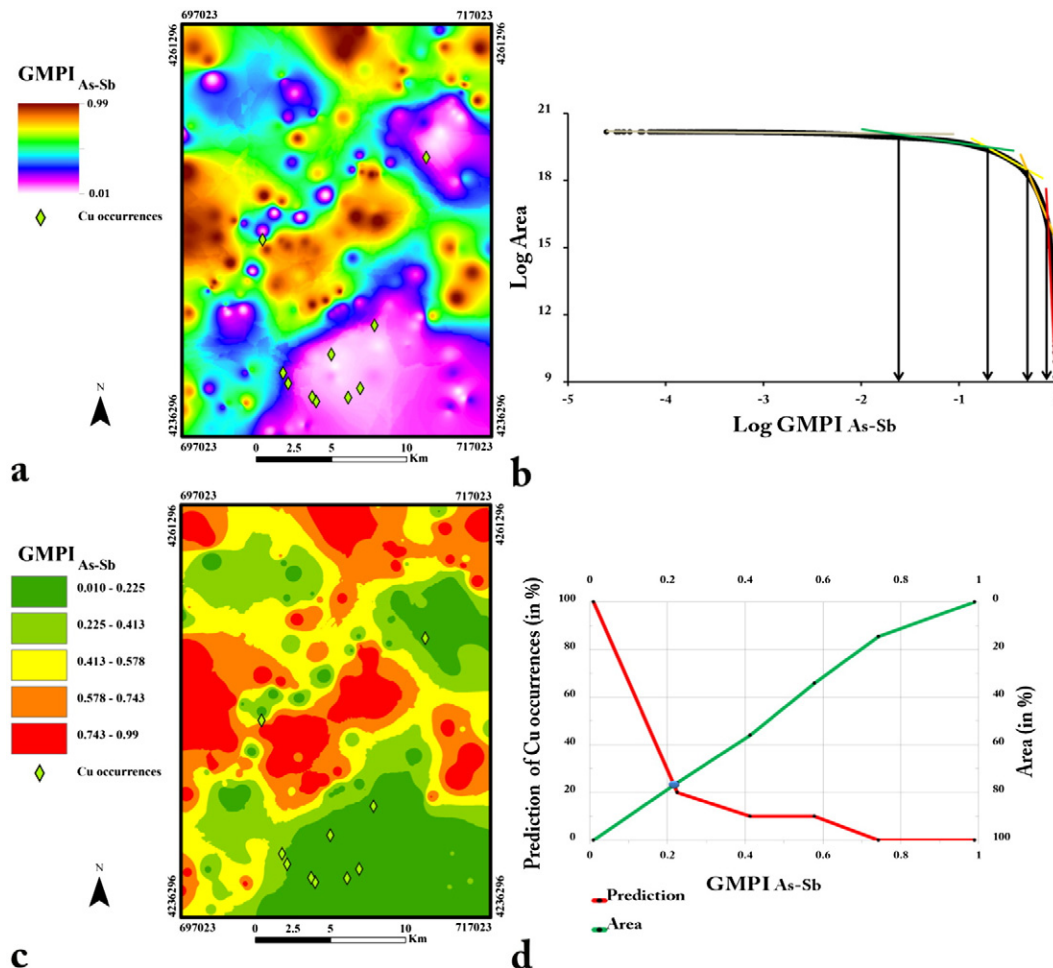 697023 717023
4261296 4261296
GMPI As-Sb
0.99
0.01
Cu occurrences
N
4236296 4236296
697023 717023
0 2.5 5 10
Km
a
21
18
15
12
9
Log Area
-5 -4 -3 -2 -1
Log GMPI As-Sb
b
697023 717023
4261296 4261296
GMPI As-Sb
0.010 - 0.225
0.225 - 0.413
0.413 - 0.578
0.578 - 0.743
0.743 - 0.99
Cu occurrences
N
4236296 4236296
697023 717023
0 2.5 5 10
Km
c
0 0.2 0.4 0.6 0.8 1
100 0
80 20
60 40
40 60
20 80
0 100
Prediction of Cu occurrences (in %)
Area (in %)
0 0.2 0.4 0.6 0.8 1
GMPI As-Sb
Prediction
Area
d